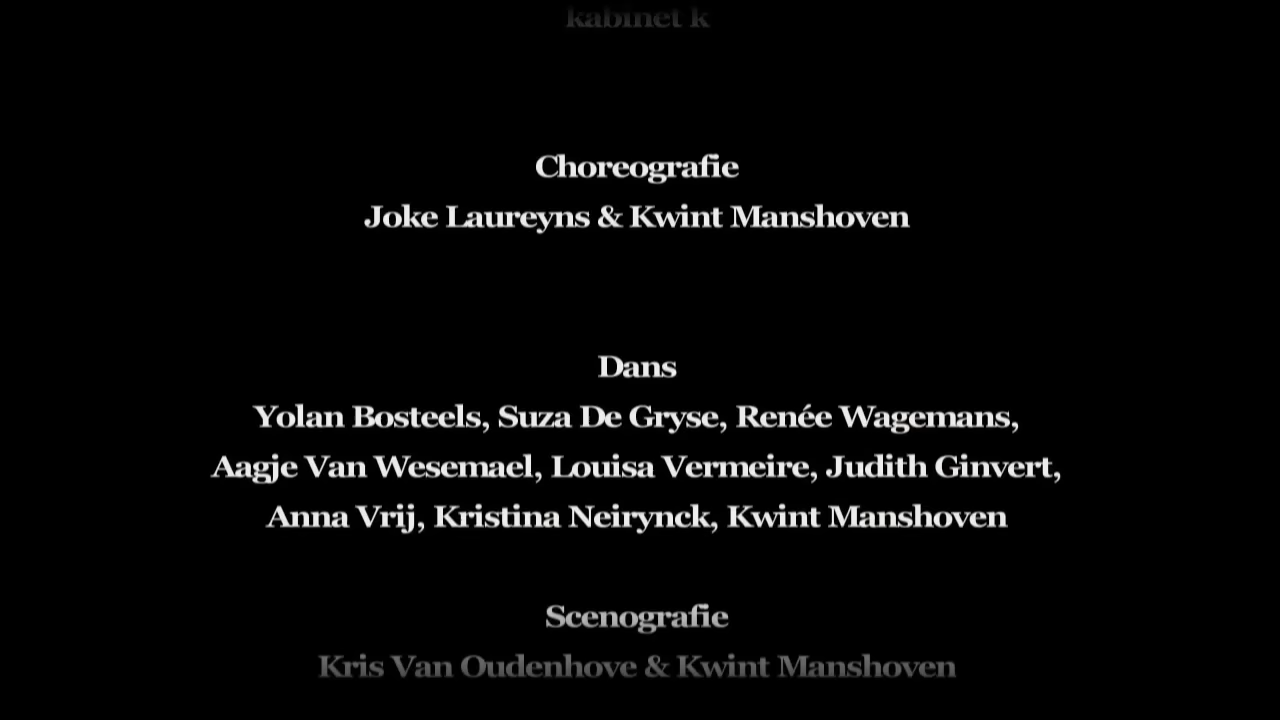 kabinet k
Choreografie
Joke Laureyns & Kwint Manshoven
Dans
Yolan Bosteels, Suza De Gryse, Renée Wagemans,
Aagje Van Wesemael, Louisa Vermeire, Judith Ginvert,
Anna Vrij, Kristina Neirynck, Kwint Manshoven
Scenografie
Kris Van Oudenhove & Kwint Manshoven